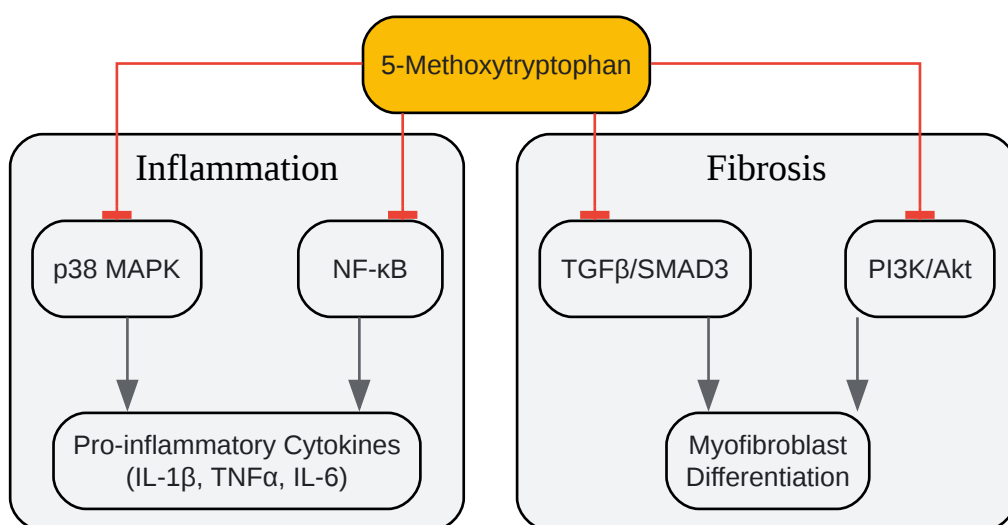 5-Methoxytryptophan
Inflammation
Fibrosis
p38 MAPK
NF-κB
TGFβ/SMAD3
PI3K/Akt
Pro-inflammatory Cytokines
(IL-1β, TNFα, IL-6)
Myofibroblast
Differentiation